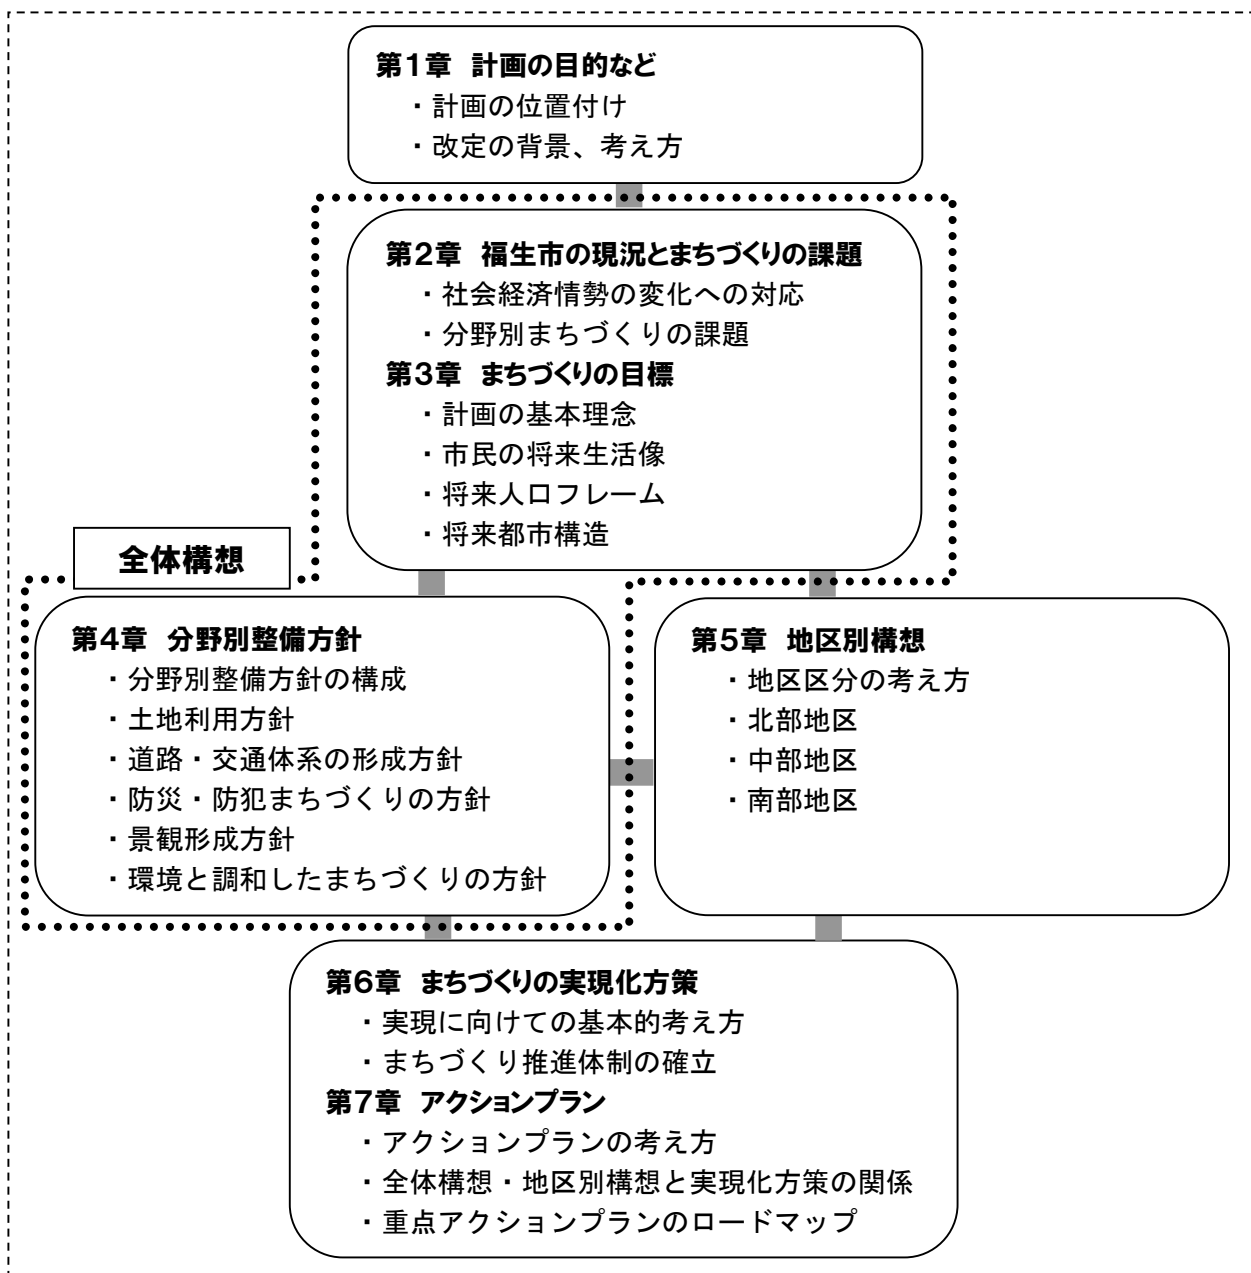 第1章 計画の目的など
・計画の位置付け
・改定の背景、考え方
第2章 福生市の現況とまちづくりの課題
・社会経済情勢の変化への対応
・分野別まちづくりの課題
第3章 まちづくりの目標
・計画の基本理念
・市民の将来生活像
・将来人口フレーム
・将来都市構造
全体構想
第4章 分野別整備方針
・分野別整備方針の構成
・土地利用方針
・道路・交通体系の形成方針
・防災・防犯まちづくりの方針
・景観形成方針
・環境と調和したまちづくりの方針
第5章 地区別構想
・地区区分の考え方
・北部地区
・中部地区
・南部地区
第6章 まちづくりの実現化方策
・実現に向けての基本的考え方
・まちづくり推進体制の確立
第7章 アクションプラン
・アクションプランの考え方
・全体構想・地区別構想と実現化方策の関係
・重点アクションプランのロードマップ